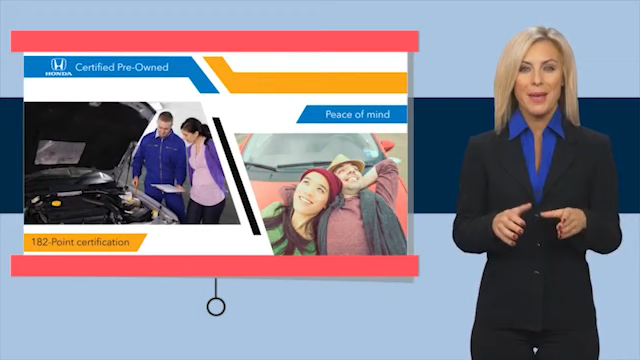 HONDA
Certified Pre-Owned
Peace of mind
182-Point certification